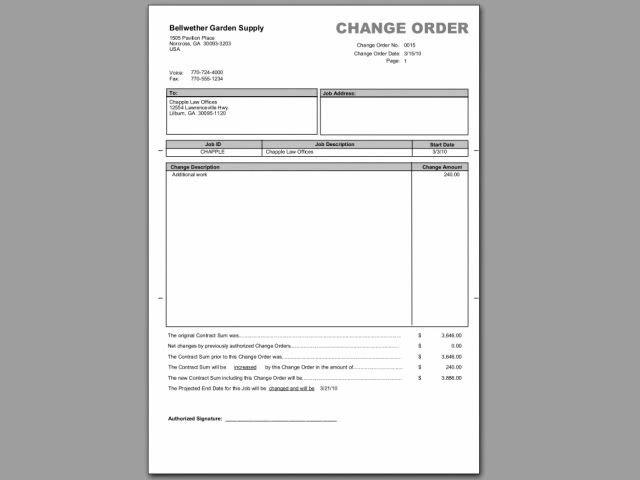 Bellwether Garden Supply
CHANGE ORDER
1505 Pavilion Place
Norcross, GA 30093-3203
USA
Change Order No. 0015
Change Order Date: 3/15/10
Page: 1
Voice: 770-724-4000
Fax: 770-555-1234
To:
Job Address:
Chapple Law Offices
12554 Lawrenceville Hwy.
Lilburn, GA 30095-1120
Job ID Job Description Start Date
CHAPPLE Chapple Law Offices 3/3/10
Change Description Change Amount
Additional work 240.00
The original Contract Sum was................................................................ $ 3,646.00
Net changes by previously authorized Change Orders........................................ $ 0.00
The Contract Sum prior to this Change Order was............................................ $ 3,646.00
The Contract Sum will be increased by this Change Order in the amount of.................. $ 240.00
The new Contract Sum including this Change Order will be................................... $ 3,886.00
The Projected End Date for this Job will be changed and will be 3/21/10
Authorized Signature: ______________________________